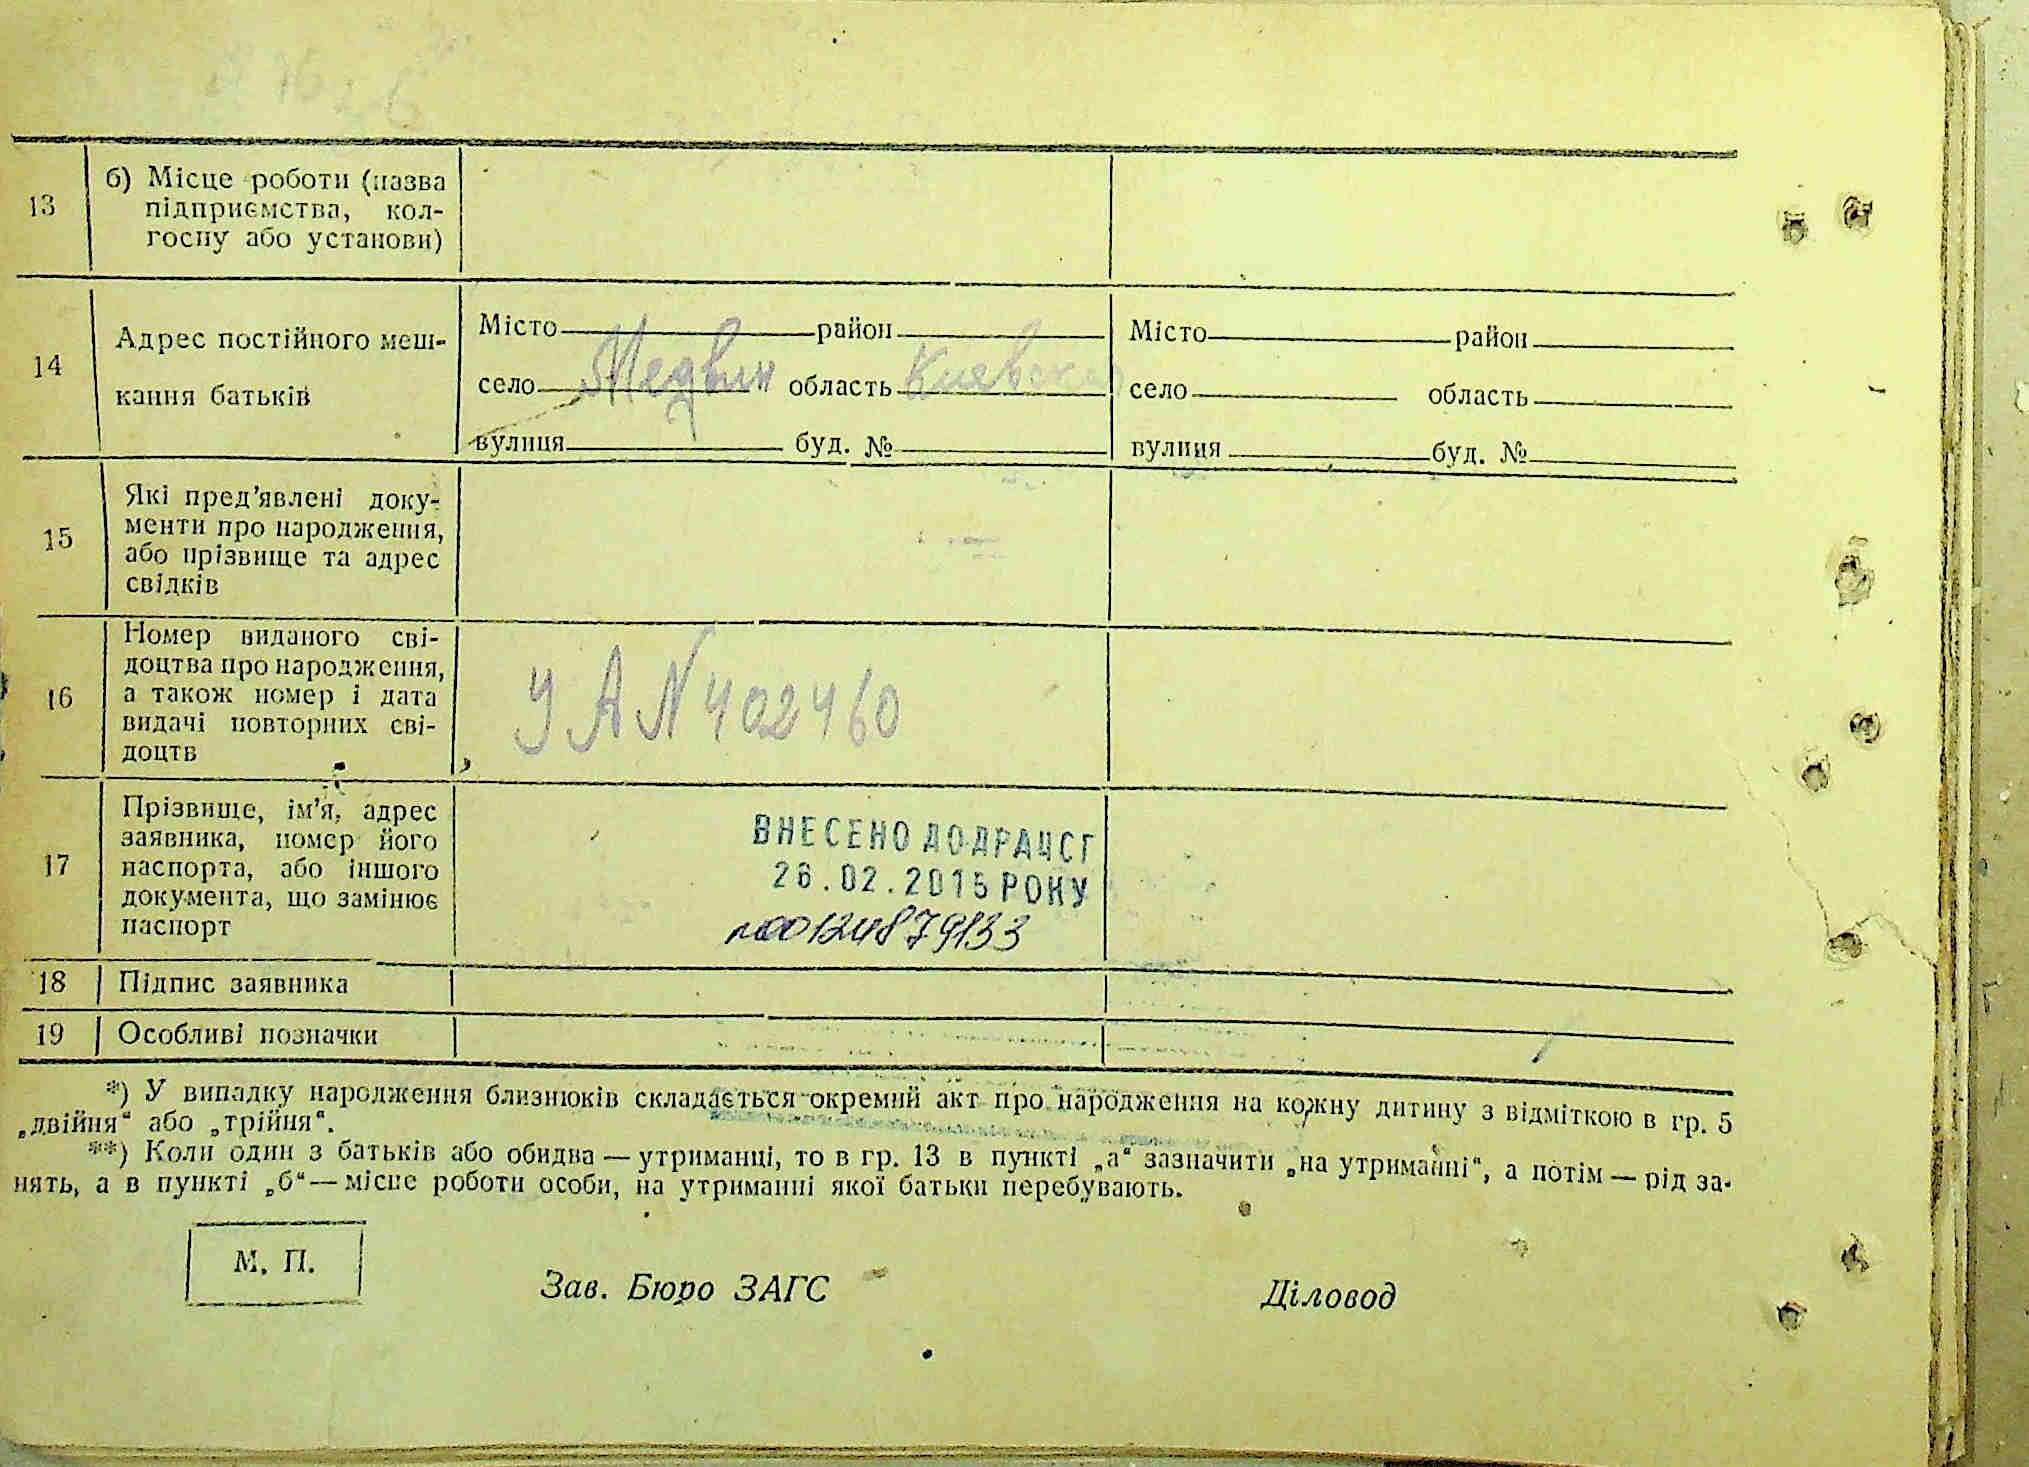 13
б) Місце роботи (назва
підприємства, кол-
госпу або установи)
14
Адрес постійного меш-
кання батьків
Місто район
село Медвин область Киевская
вулиця буд. №
Місто район
село область
вулиця буд. №
15
Які пред'явлені доку-
менти про народження,
або прізвище та адрес
свідків
16
Номер виданого сві-
доцтва про народження,
а також номер і дата
видачі повторних сві-
доцтв
УА N 402460
17
Прізвище, ім'я, адрес
заявника, номер його
паспорта, або іншого
документа, що замінює
паспорт
ВНЕСЕНО ДО ДРАЦСГ
26.02.2015 РОКУ
00124879133
18 Підпис заявника
19 Особливі позначки
*) У випадку народження близнюків складається окремий акт про народження на кожну дитину з відміткою в гр. 5
„двійня“ або „трійня“.
**) Коли один з батьків або обидва — утриманці, то в гр. 13 в пункті „а“ зазначити „на утриманні“, а потім — рід за-
нять, а в пункті „б“ — місце роботи особи, на утриманні якої батьки перебувають.
М. П.
Зав. Бюро ЗАГС
Діловод